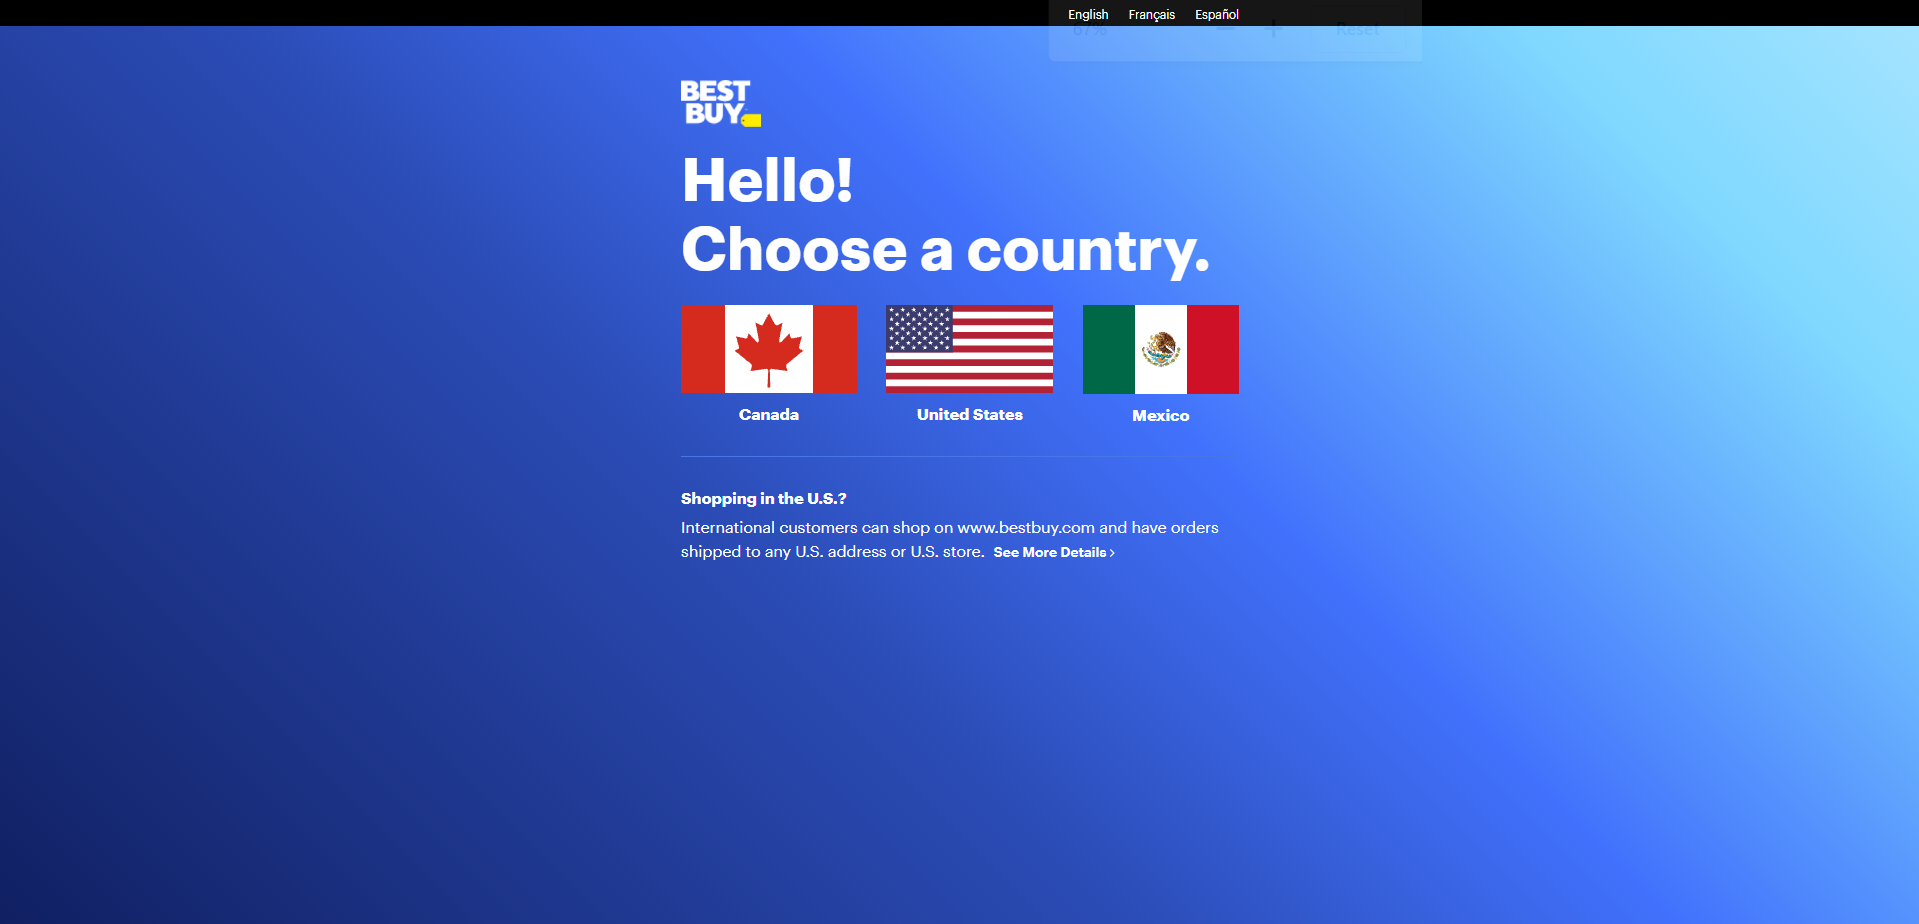 English Français Español
67% Reset
BEST
BUY
Hello!
Choose a country.
Canada United States Mexico
Shopping in the U.S.?
International customers can shop on www.bestbuy.com and have orders
shipped to any U.S. address or U.S. store. See More Details ›